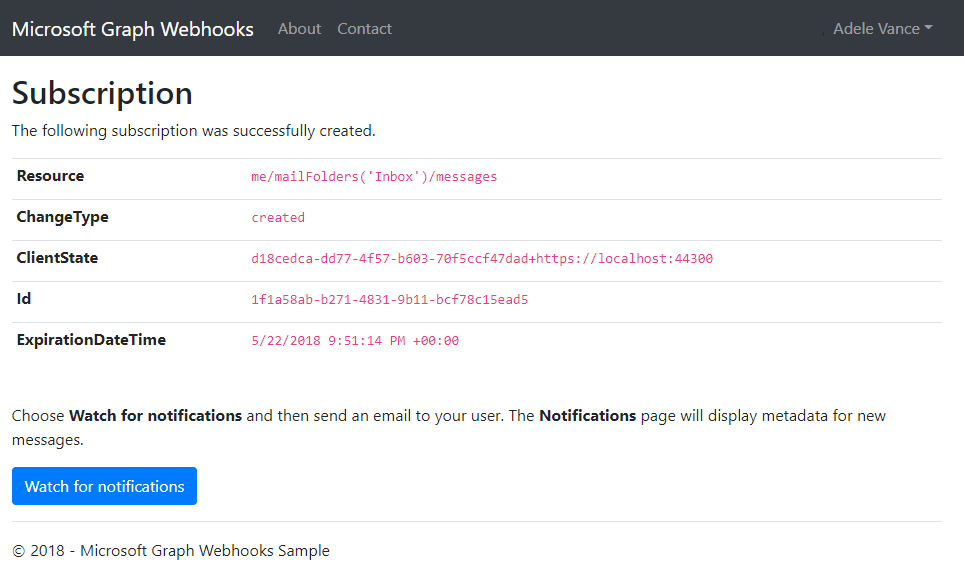 Microsoft Graph Webhooks About Contact Adele Vance
Subscription
The following subscription was successfully created.
Resource me/mailFolders('Inbox')/messages
ChangeType created
ClientState d18cedca-dd77-4f57-b603-70f5ccf47dad+https://localhost:44300
Id 1f1a58ab-b271-4831-9b11-bcf78c15ead5
ExpirationDateTime 5/22/2018 9:51:14 PM +00:00
Choose Watch for notifications and then send an email to your user. The Notifications page will display metadata for new
messages.
Watch for notifications
© 2018 - Microsoft Graph Webhooks Sample